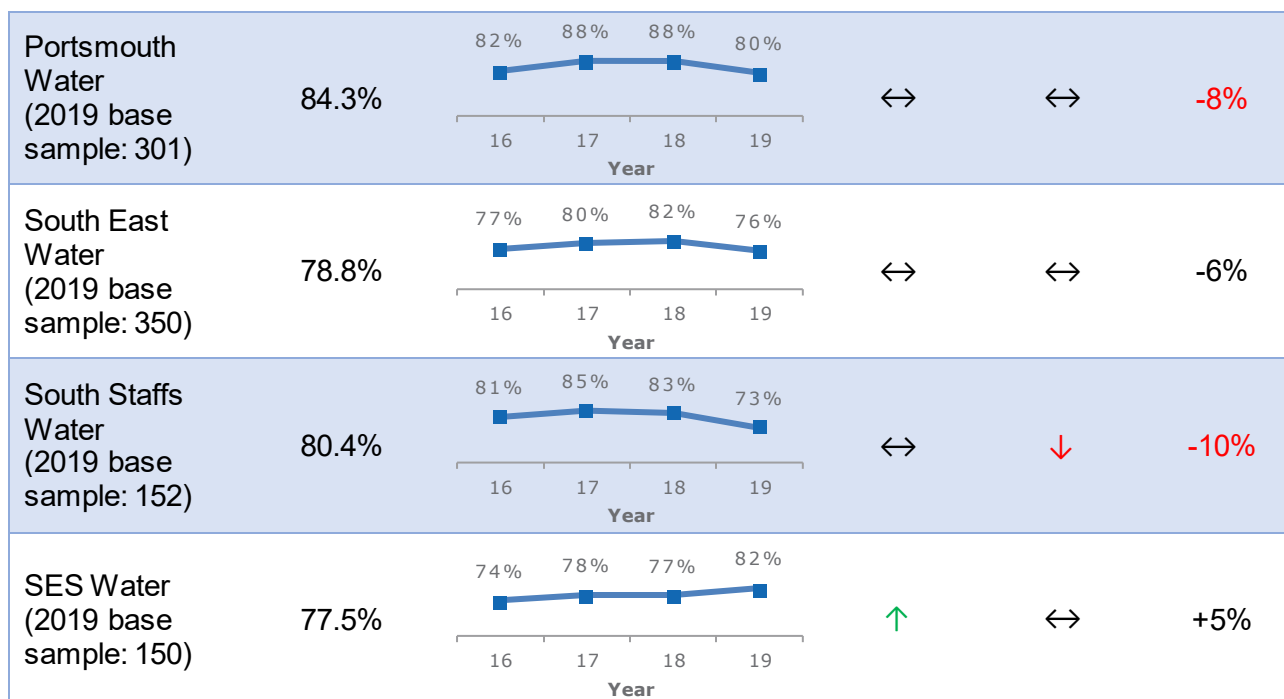 Portsmouth
Water
(2019 base
sample: 301)
84.3%
82% 88% 88% 80%
16 17 18 19
Year
↔ ↔ -8%
South East
Water
(2019 base
sample: 350)
78.8%
77% 80% 82% 76%
16 17 18 19
Year
↔ ↔ -6%
South Staffs
Water
(2019 base
sample: 152)
80.4%
81% 85% 83% 73%
16 17 18 19
Year
↔ ↓ -10%
SES Water
(2019 base
sample: 150)
77.5%
74% 78% 77% 82%
16 17 18 19
Year
↑ ↔ +5%